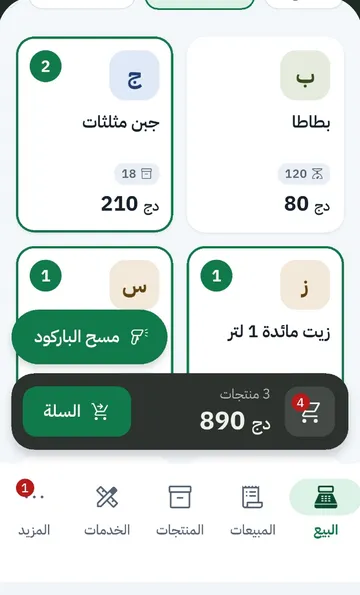 ب
بطاطا
120
80 دج
2
ج
جبن مثلثات
18
210 دج
1
ز
زيت مائدة 1 لتر
1
س
مسح الباركود
4
3 منتجات
890 دج
السلة
البيع
المبيعات
المنتجات
الخدمات
1
المزيد